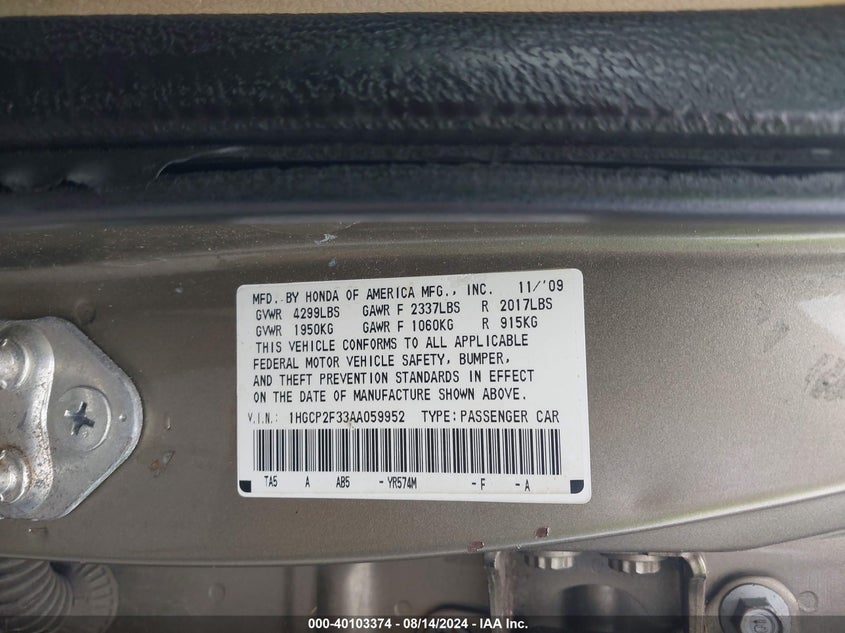 MFD. BY HONDA OF AMERICA MFG., INC. 11/'09
GVWR 4299LBS GAWR F 2337LBS R 2017LBS
GVWR 1950KG GAWR F 1060KG R 915KG
THIS VEHICLE CONFORMS TO ALL APPLICABLE
FEDERAL MOTOR VEHICLE SAFETY, BUMPER,
AND THEFT PREVENTION STANDARDS IN EFFECT
ON THE DATE OF MANUFACTURE SHOWN ABOVE.
V.I.N.: 1HGCP2F33AA059952 TYPE:PASSENGER CAR
TA5 A AB5 -YR574M -F -A
000-40103374 - 08/14/2024 - IAA Inc.